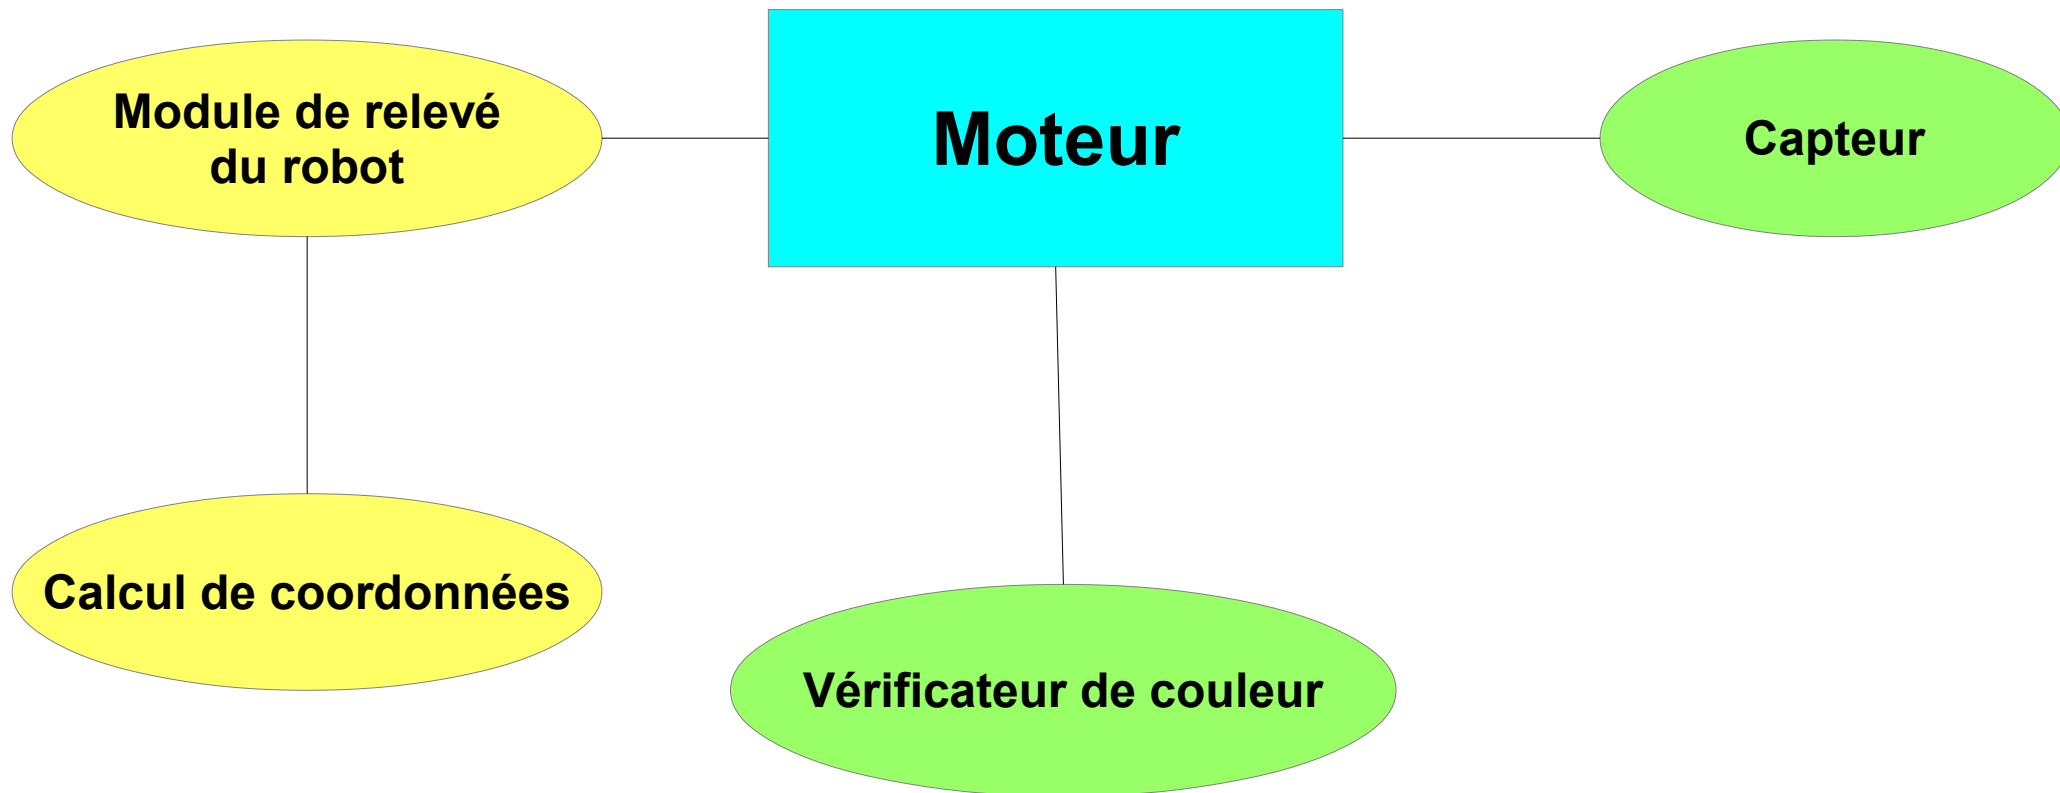 Module de relevé
du robot
Moteur
Capteur
Calcul de coordonnées
Vérificateur de couleur